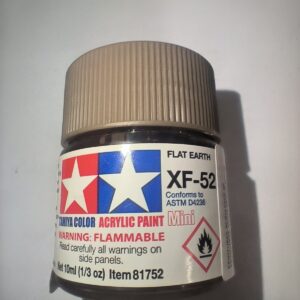 FLAT EARTH
XF-52
Conforms to
ASTM D4236
TAMIYA COLOR ACRYLIC PAINT
Mini
WARNING: FLAMMABLE
Read carefully all warnings on
side panels.
Net 10ml (1/3 oz) Item 81752